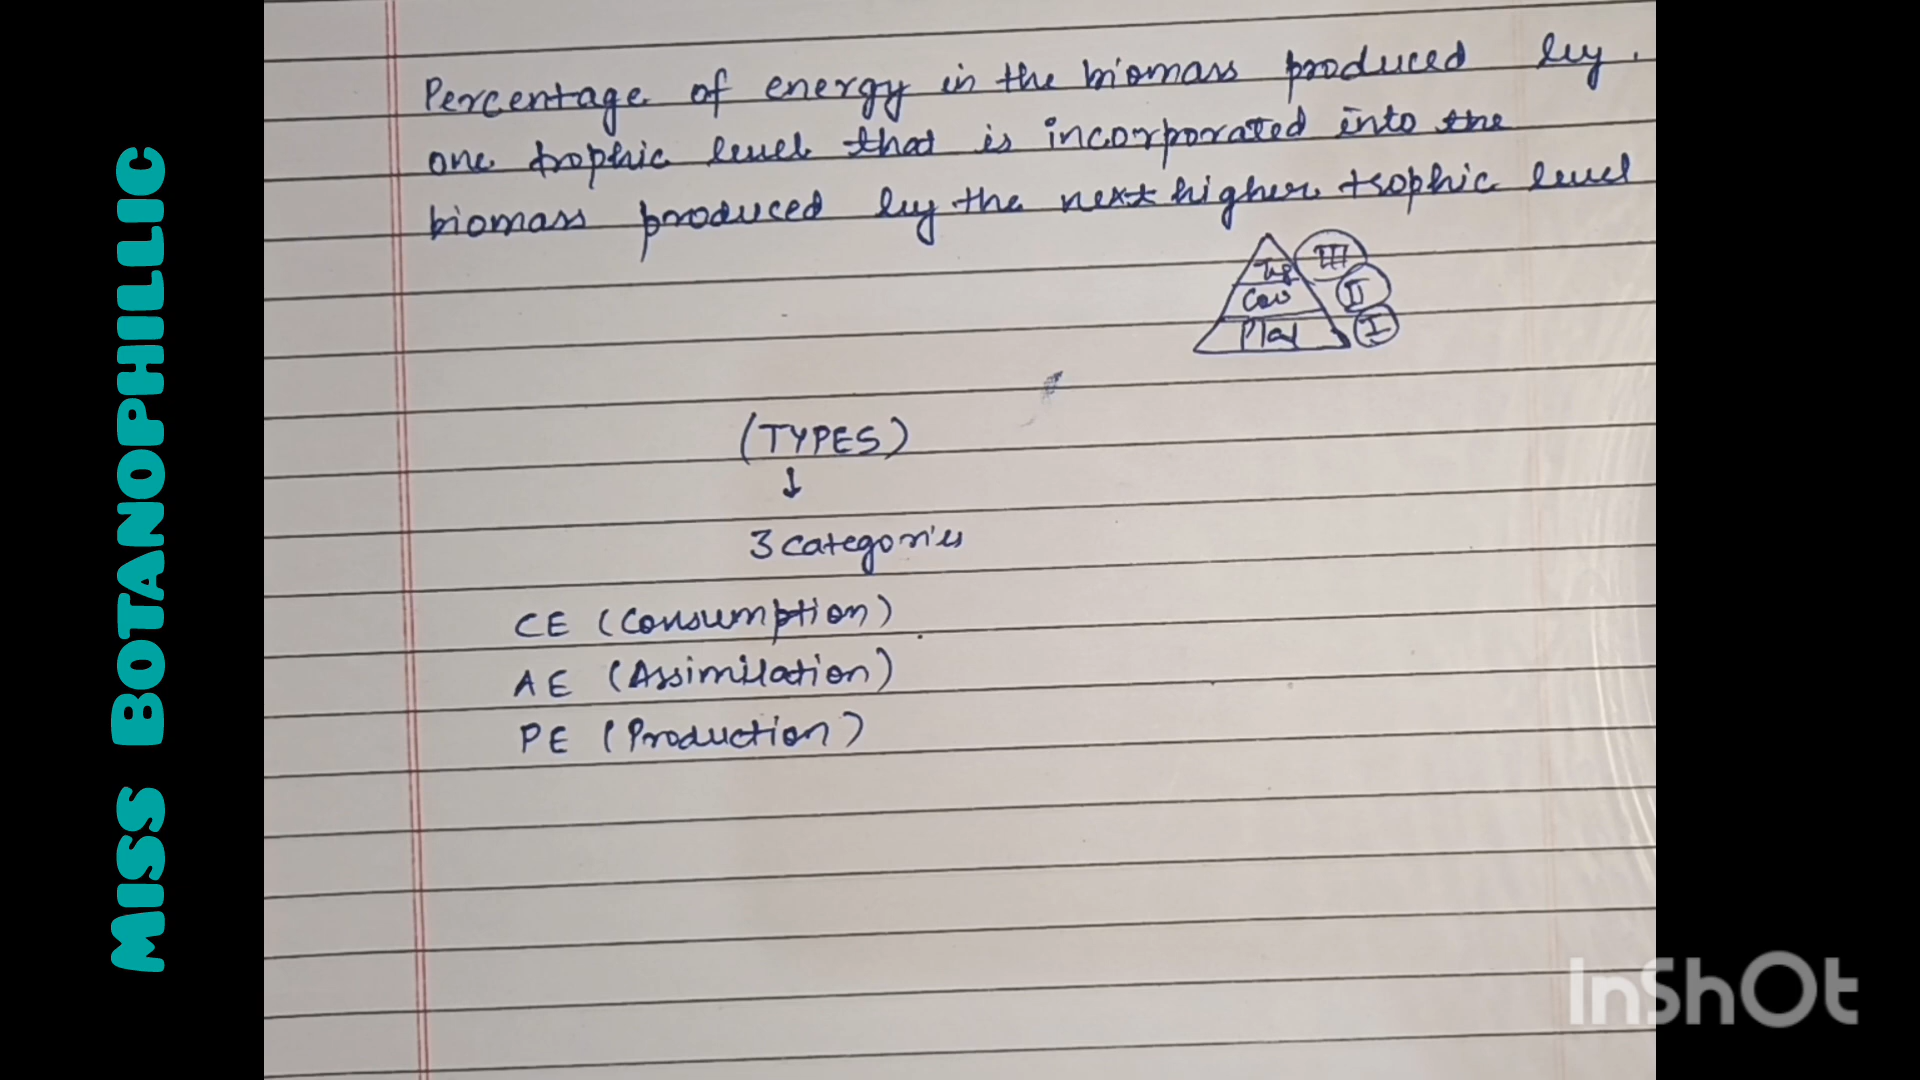 MISS BOTANOPHILLIC
Percentage of energy in the biomass produced by
one trophic level that is incorporated into the
biomass produced by the next higher trophic level
III
Cow II
I
(TYPES)
↓
3 categories
CE (Consumption)
AE (Assimilation)
PE (Production)
InShOt